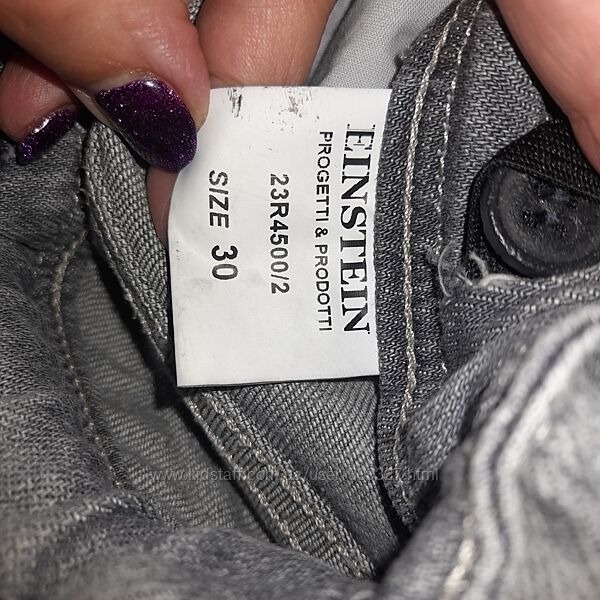 EINSTEIN
PROGETTI & PRODOTTI
23R4500/2
SIZE 30